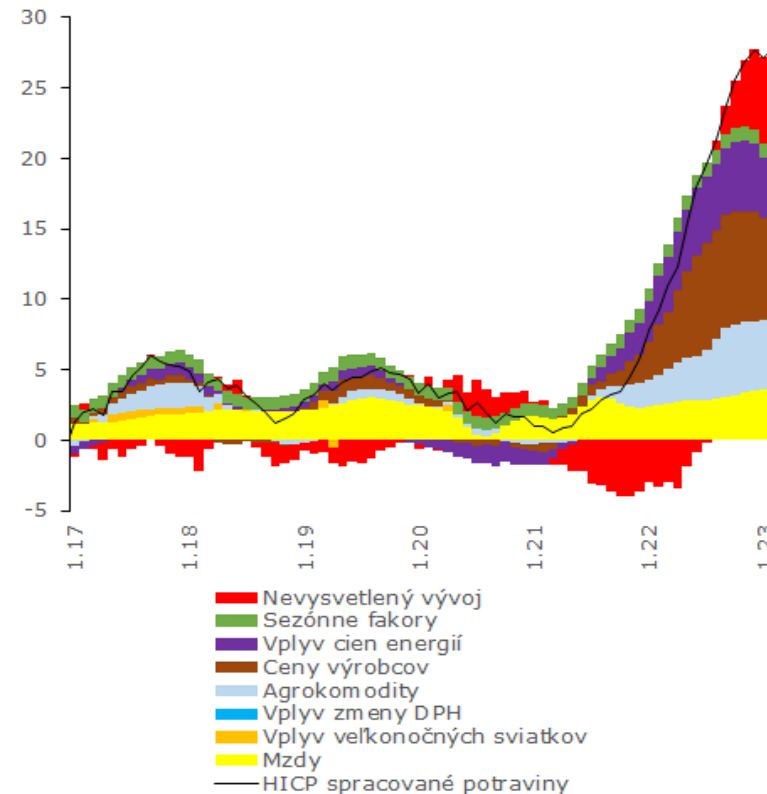 30
25
20
15
10
5
0
-5
1.17
1.18
1.19
1.20
1.21
1.22
1.23
Nevysvetlený vývoj
Sezónne fakory
Vplyv cien energií
Ceny výrobcov
Agrokomodity
Vplyv zmeny DPH
Vplyv veľkonočných sviatkov
Mzdy
HICP spracované potraviny